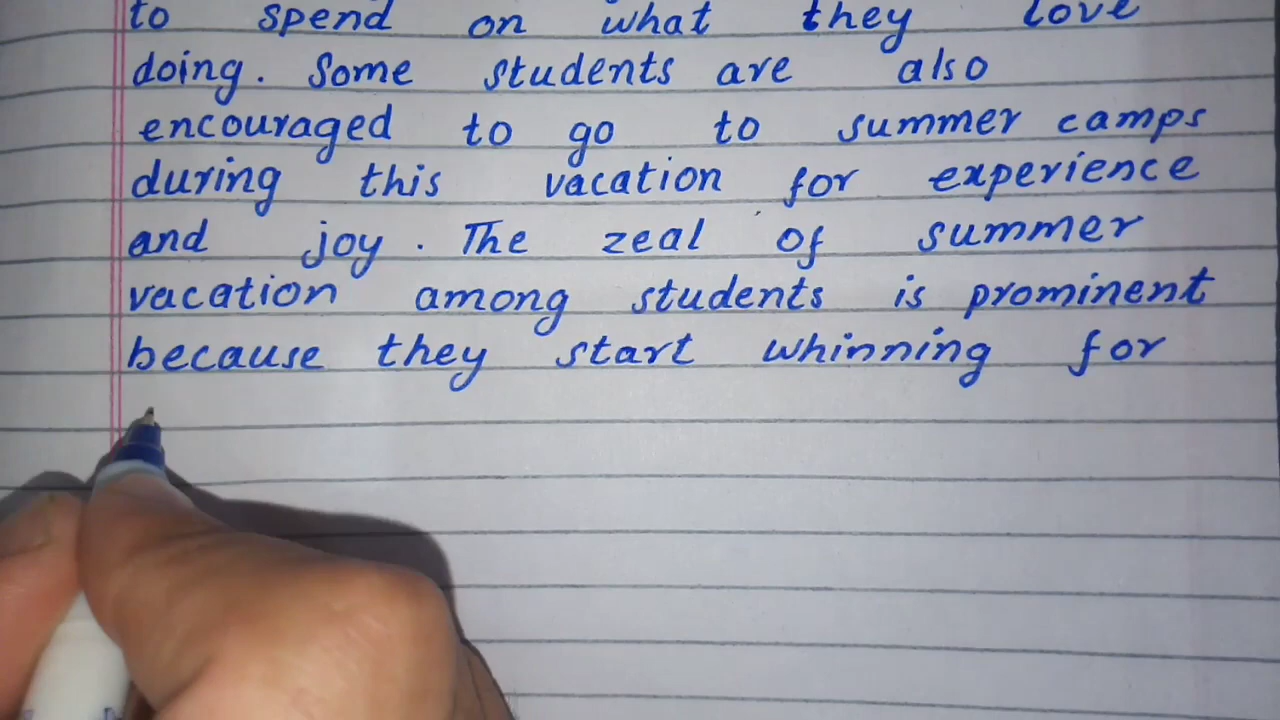 to spend on what they love
doing. Some students are also
encouraged to go to summer camps
during this vacation for experience
and joy. The zeal of summer
vacation among students is prominent
because they start whinning for